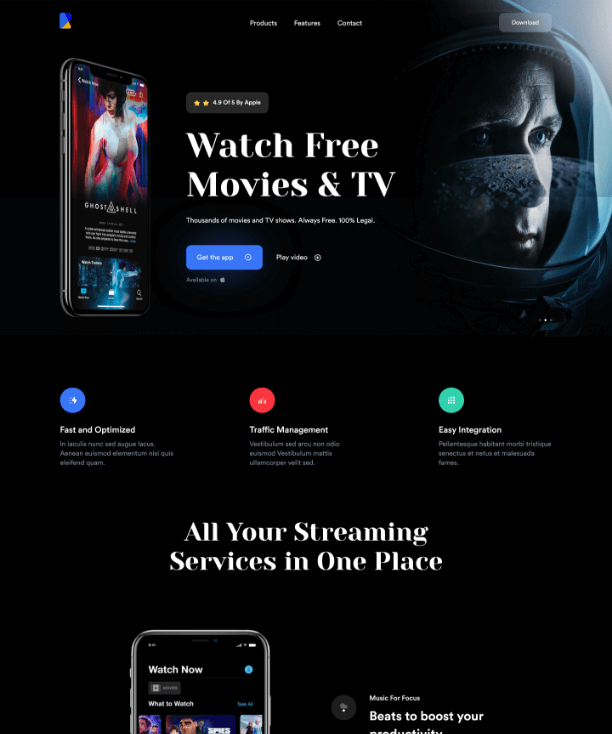 Products Features Contact Download
4.9 Of 5 By Apple
Watch Free
Movies & TV
Thousands of movies and TV shows. Always Free. 100% Legal.
Get the app
Play video
Available on
GHOST SHELL
Fast and Optimized
In iaculis nunc sed augue lacus.
Aenean euismod elementum nisi quis
eleifend quam.
Traffic Management
Vestibulum sed arcu non odio
euismod Vestibulum mattis
ullamcorper velit sed.
Easy Integration
Pellentesque habitant morbi tristique
senectus et netus et malesuada
fames.
All Your Streaming
Services in One Place
Watch Now
MOVIES
What to Watch
See All
SPIES
Music For Focus
Beats to boost your
productivity